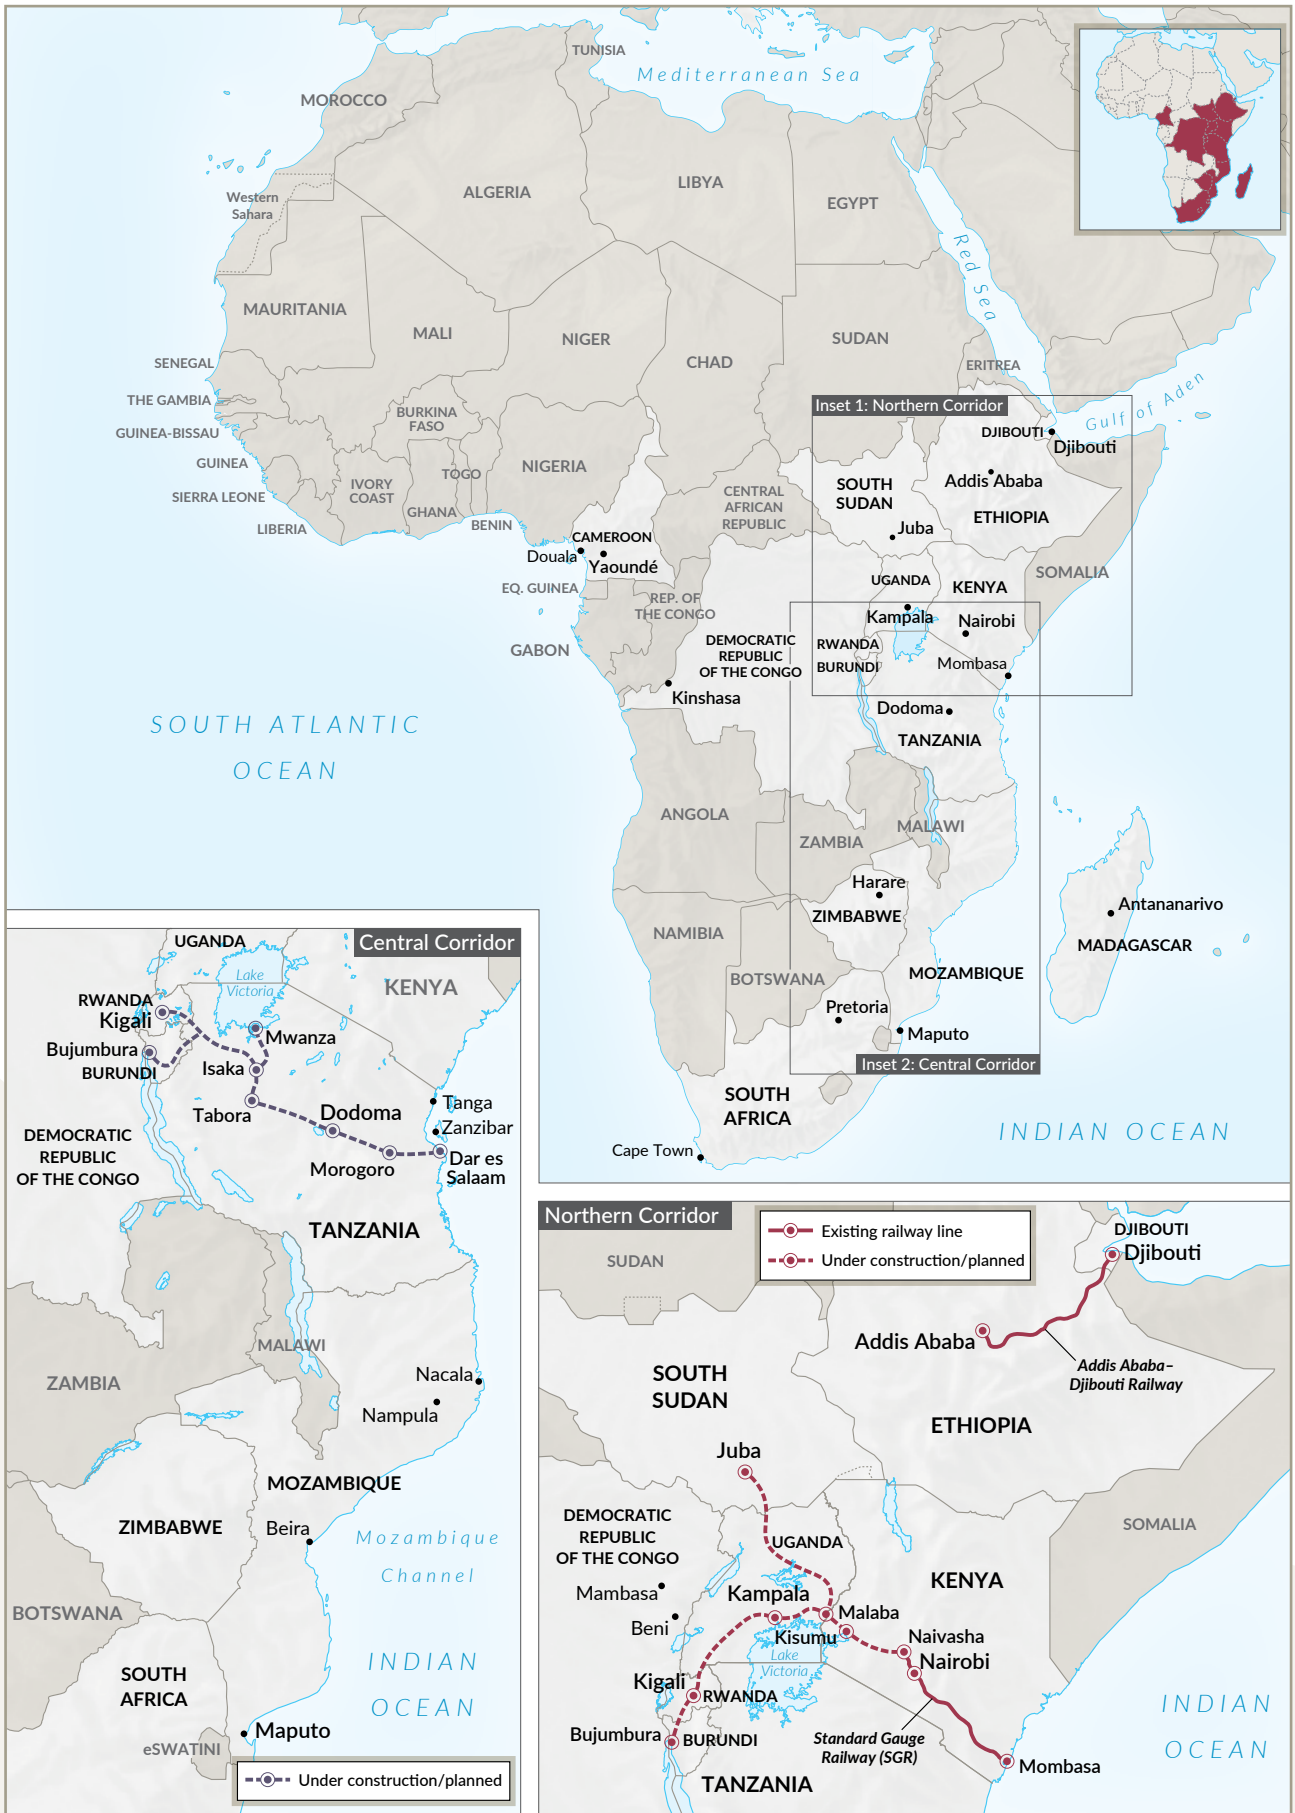 TUNISIA
Mediterranean Sea
MOROCCO
ALGERIA
LIBYA
EGYPT
Western
Sahara
Red Sea
MAURITANIA
MALI
NIGER
CHAD
SUDAN
ERITREA
SENEGAL
THE GAMBIA
GUINEA-BISSAU
GUINEA
SIERRA LEONE
LIBERIA
IVORY
COAST
BURKINA
FASO
GHANA
TOGO
BENIN
NIGERIA
Gulf of Aden
Inset 1: Northern Corridor
DJIBOUTI
Djibouti
Addis Ababa
ETHIOPIA
SOUTH
SUDAN
Juba
CENTRAL
AFRICAN
REPUBLIC
CAMEROON
Douala
Yaoundé
EQ. GUINEA
REP. OF
THE CONGO
GABON
UGANDA
KENYA
SOMALIA
Kampala
Nairobi
RWANDA
BURUNDI
Mombasa
DEMOCRATIC
REPUBLIC
OF THE CONGO
Kinshasa
Dodoma
TANZANIA
SOUTH ATLANTIC
OCEAN
ANGOLA
ZAMBIA
MALAWI
Harare
ZIMBABWE
Antananarivo
MADAGASCAR
NAMIBIA
BOTSWANA
MOZAMBIQUE
Pretoria
Maputo
Inset 2: Central Corridor
SOUTH
AFRICA
Cape Town
INDIAN OCEAN
Central Corridor
UGANDA
Lake
Victoria
KENYA
RWANDA
Kigali
Mwanza
Bujumbura
BURUNDI
Isaka
Tabora
Dodoma
Tanga
Zanzibar
Morogoro
Dar es
Salaam
DEMOCRATIC
REPUBLIC
OF THE CONGO
TANZANIA
MALAWI
ZAMBIA
Nacala
Nampula
MOZAMBIQUE
ZIMBABWE
Beira
Mozambique
Channel
BOTSWANA
SOUTH
AFRICA
INDIAN
OCEAN
Maputo
eSWATINI
Under construction/planned
Northern Corridor
Existing railway line
Under construction/planned
SUDAN
DJIBOUTI
Djibouti
Addis Ababa
Addis Ababa–
Djibouti Railway
SOUTH
SUDAN
ETHIOPIA
Juba
DEMOCRATIC
REPUBLIC
OF THE CONGO
UGANDA
SOMALIA
KENYA
Mambasa
Kampala
Beni
Malaba
Kisumu
Naivasha
Lake
Victoria
Nairobi
Kigali
RWANDA
Bujumbura
BURUNDI
Standard Gauge
Railway (SGR)
Mombasa
TANZANIA
INDIAN
OCEAN